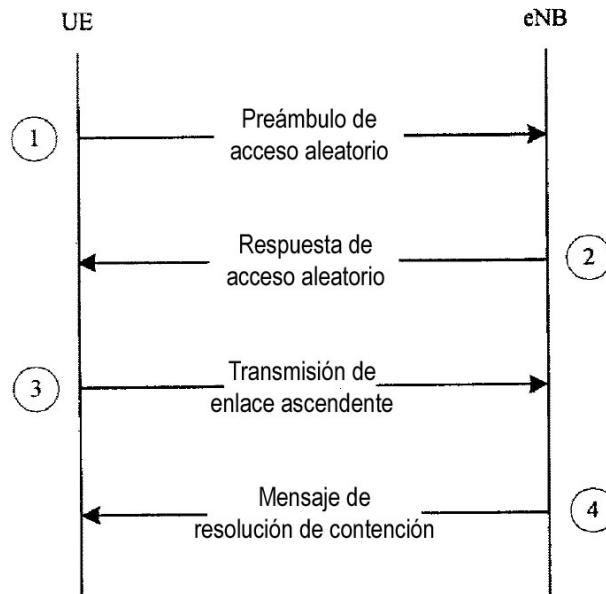 UE
eNB
1
Preámbulo de
acceso aleatorio
Respuesta de
acceso aleatorio
2
3
Transmisión de
enlace ascendente
Mensaje de
resolución de contención
4